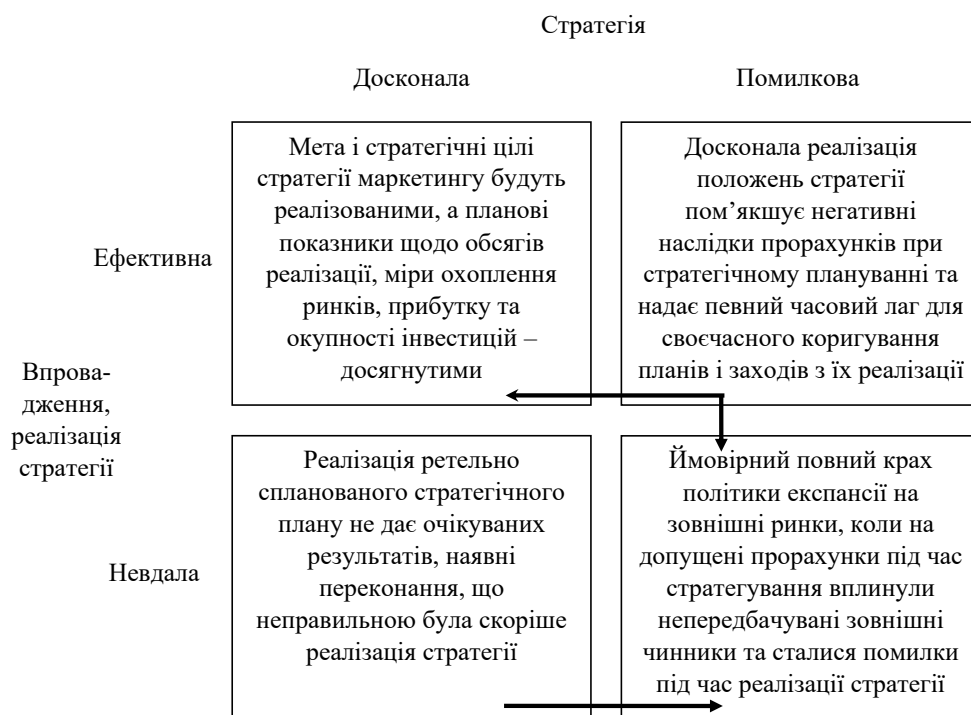 Стратегія
Досконала
Помилкова
Ефективна
Мета і стратегічні цілі
стратегії маркетингу будуть
реалізованими, а планові
показники щодо обсягів
реалізації, міри охоплення
ринків, прибутку та
окупності інвестицій –
досягнутими
Досконала реалізація
положень стратегії
пом’якшує негативні
наслідки прорахунків при
стратегічному плануванні та
надає певний часовий лаг для
своєчасного коригування
планів і заходів з їх реалізації
Впрова-
дження,
реалізація
стратегії
Невдала
Реалізація ретельно
спланованого стратегічного
плану не дає очікуваних
результатів, наявні
переконання, що
неправильною була скоріше
реалізація стратегії
Ймовірний повний крах
політики експансії на
зовнішні ринки, коли на
допущені прорахунки під час
стратегування вплинули
непередбачувані зовнішні
чинники та сталися помилки
під час реалізації стратегії